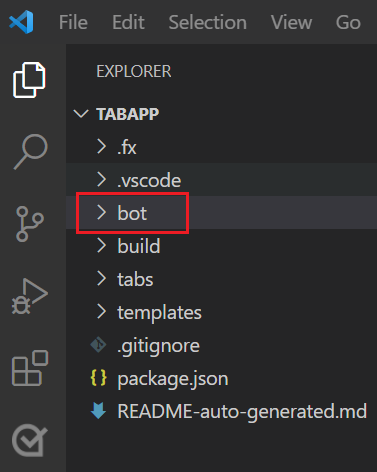 File Edit Selection View Go
EXPLORER
TABAPP
.fx
.vscode
bot
build
tabs
templates
.gitignore
{} package.json
README-auto-generated.md